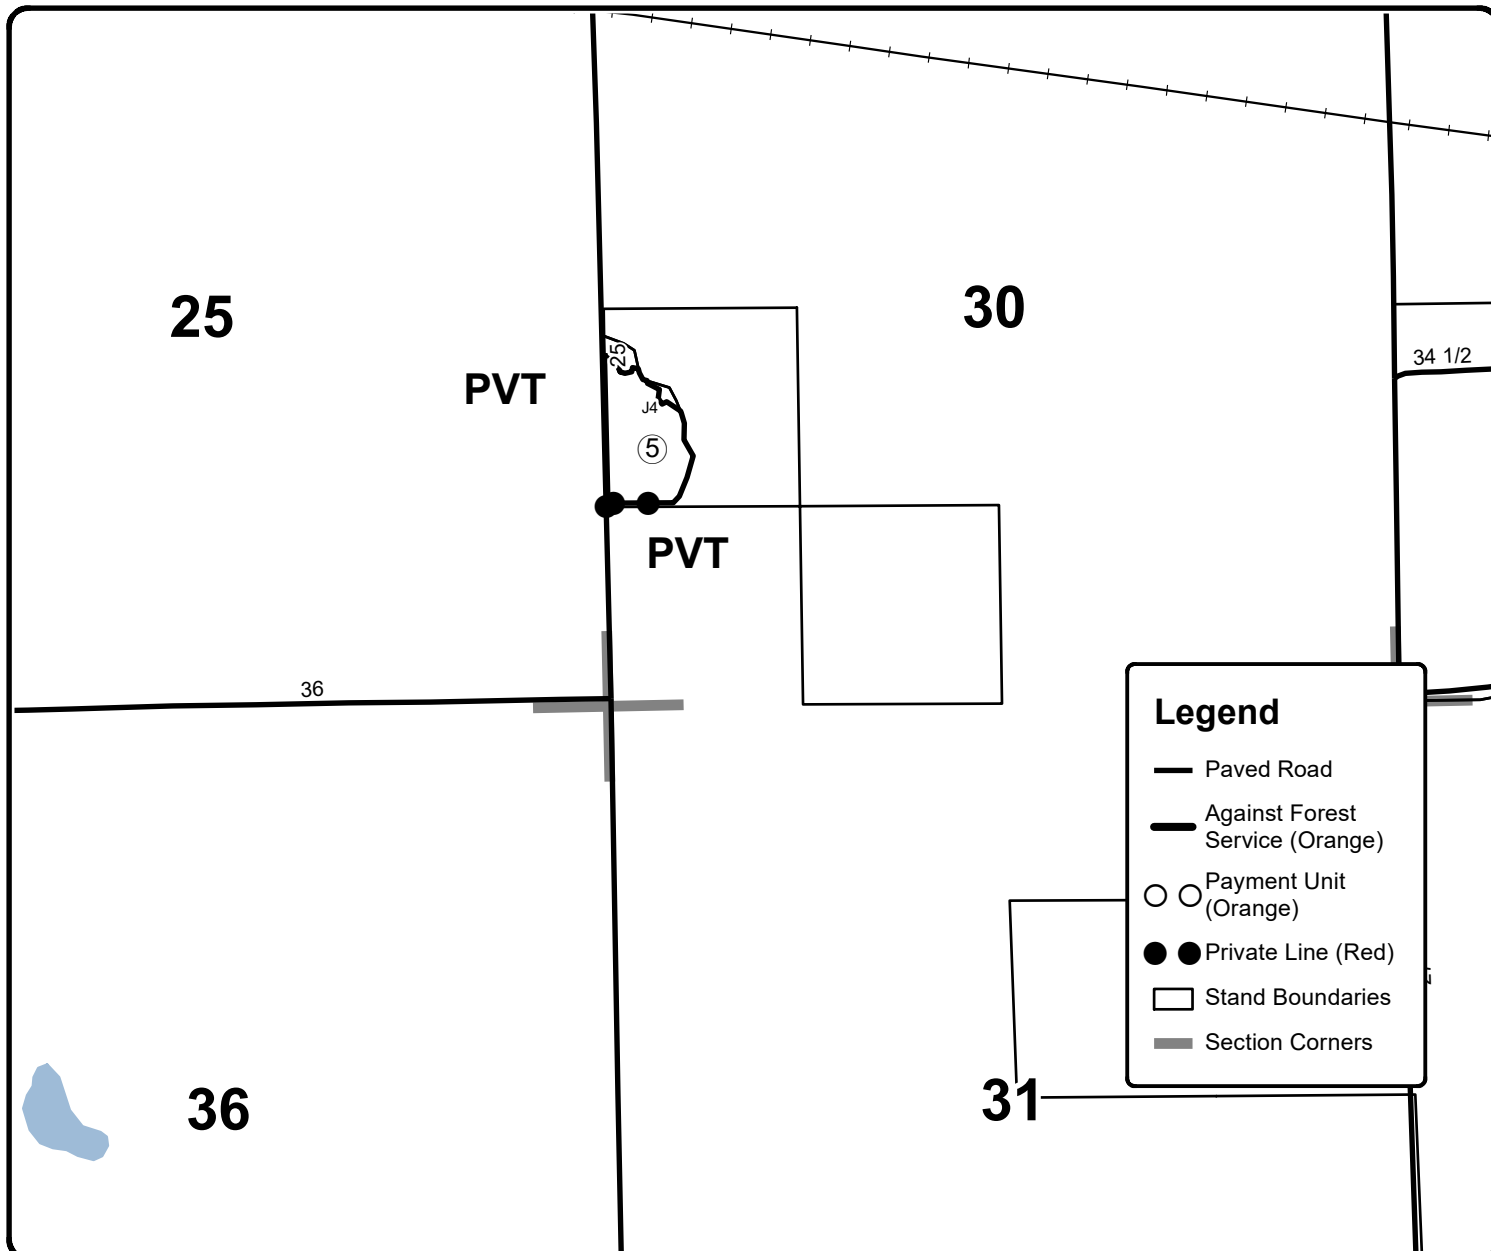 25
30
25
34 1/2
PVT
J4
5
PVT
36
Legend
Paved Road
Against Forest
Service (Orange)
Payment Unit
(Orange)
Private Line (Red)
Stand Boundaries
Section Corners
36
31